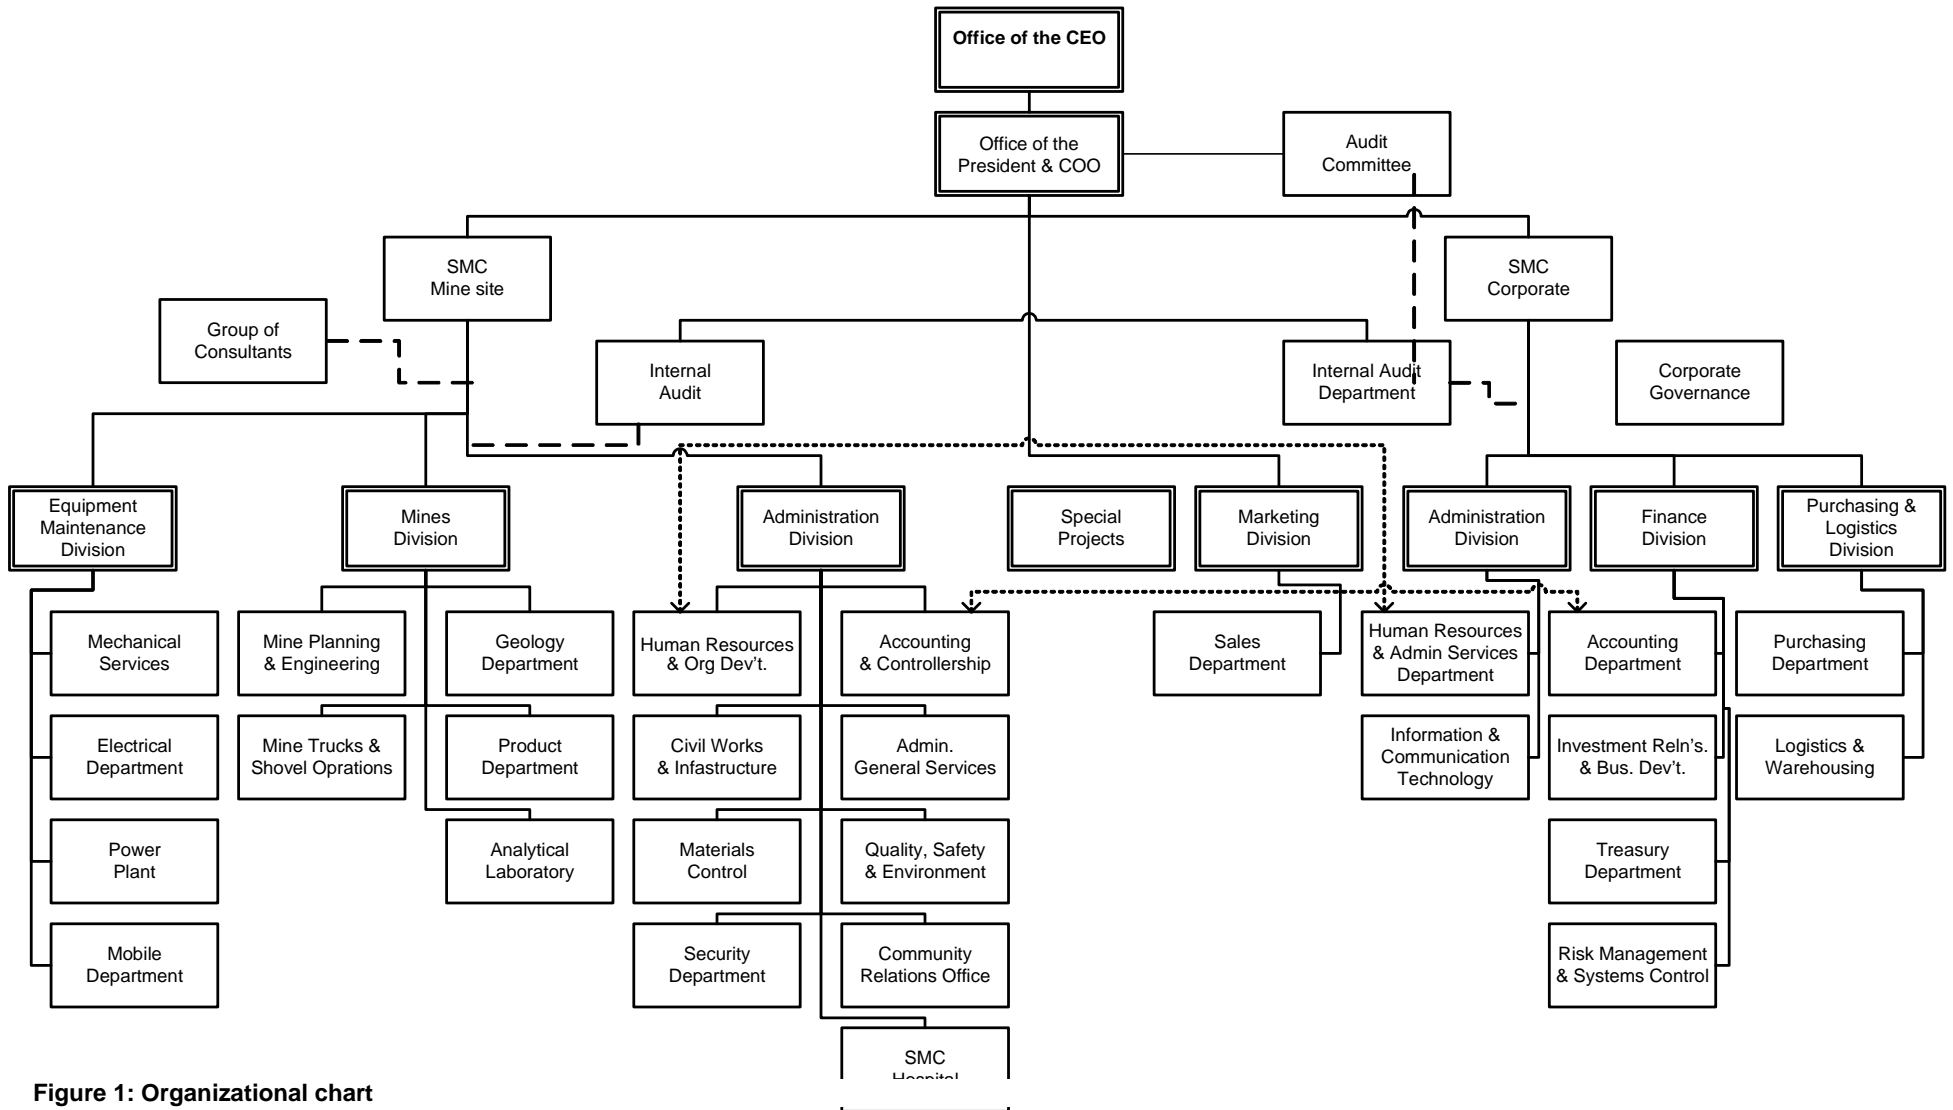 Office of the CEO
Office of the
President & COO
Audit
Committee
SMC
Mine site
SMC
Corporate
Group of
Consultants
Internal
Audit
Internal Audit
Department
Corporate
Governance
Equipment
Maintenance
Division
Mines
Division
Administration
Division
Special
Projects
Marketing
Division
Administration
Division
Finance
Division
Purchasing &
Logistics
Division
Mechanical
Services
Mine Planning
& Engineering
Geology
Department
Human Resources
& Org Dev't.
Accounting
& Controllership
Sales
Department
Human Resources
& Admin Services
Department
Accounting
Department
Purchasing
Department
Electrical
Department
Mine Trucks &
Shovel Oprations
Product
Department
Civil Works
& Infastructure
Admin.
General Services
Information &
Communication
Technology
Investment Reln's.
& Bus. Dev't.
Logistics &
Warehousing
Power
Plant
Analytical
Laboratory
Materials
Control
Quality, Safety
& Environment
Treasury
Department
Mobile
Department
Security
Department
Community
Relations Office
Risk Management
& Systems Control
SMC
Hospital
Figure 1: Organizational chart